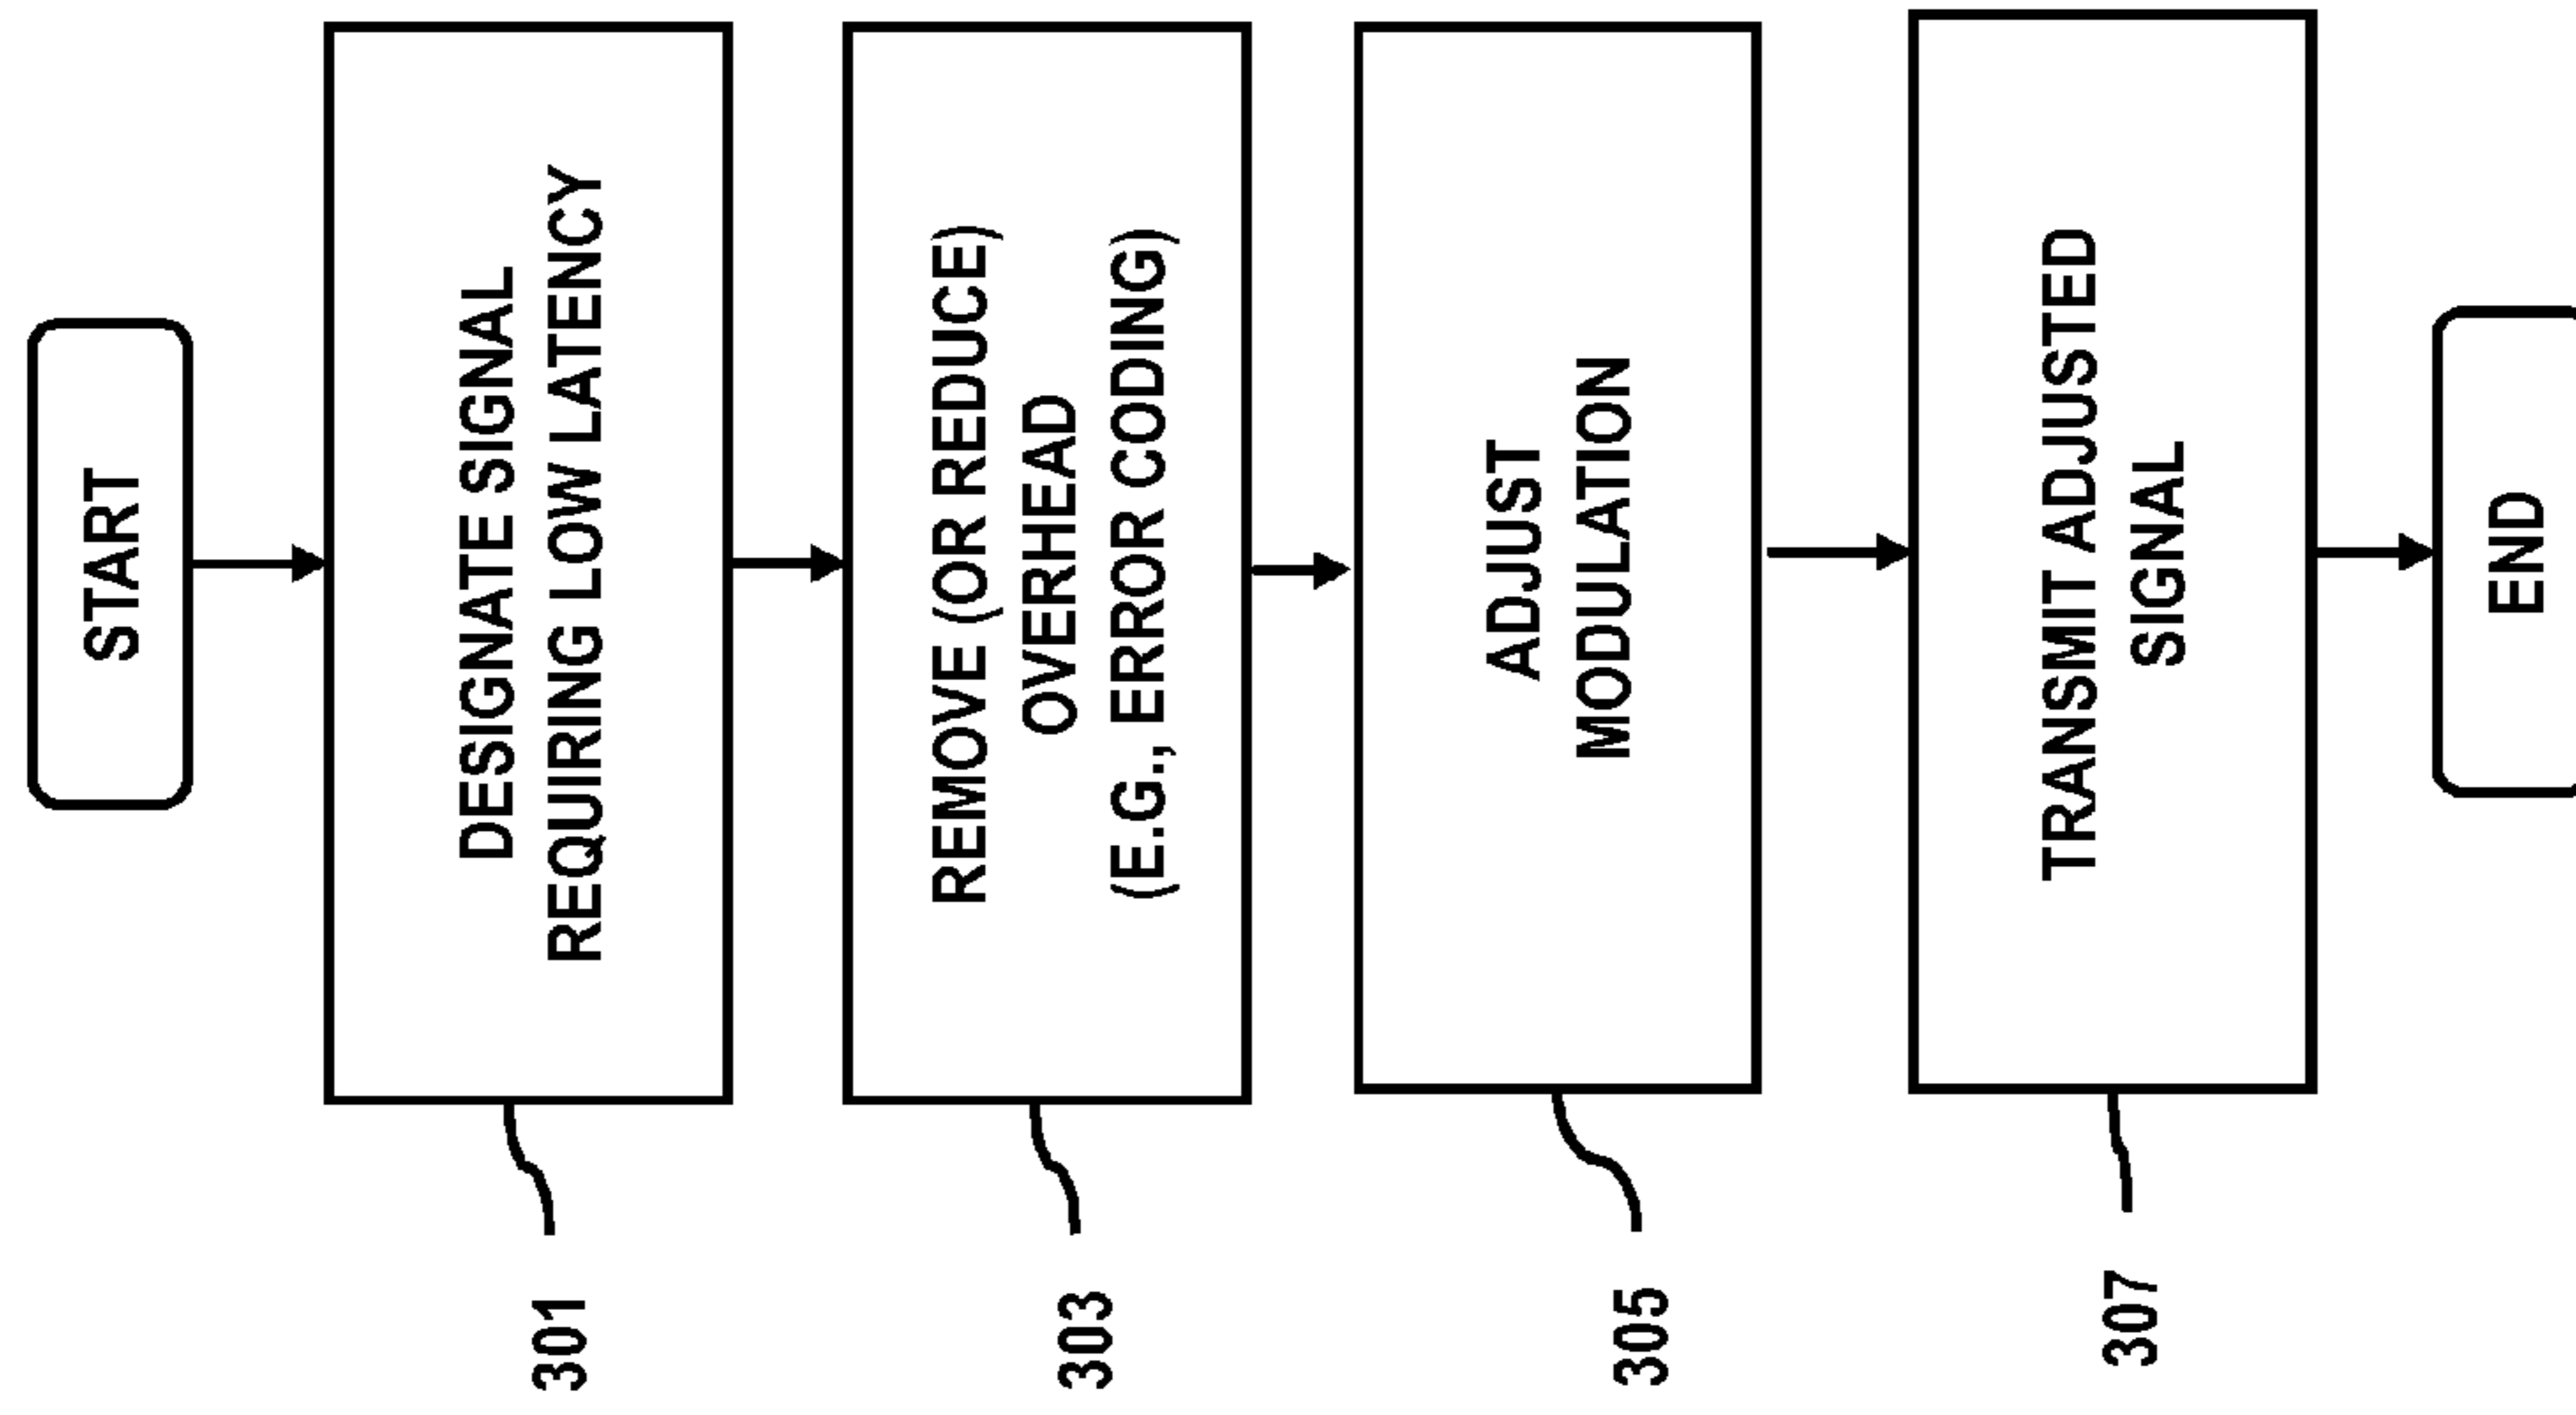 START
DESIGNATE SIGNAL
REQUIRING LOW LATENCY
301
REMOVE (OR REDUCE)
OVERHEAD
(E.G., ERROR CODING)
303
ADJUST
MODULATION
305
TRANSMIT ADJUSTED
SIGNAL
307
END